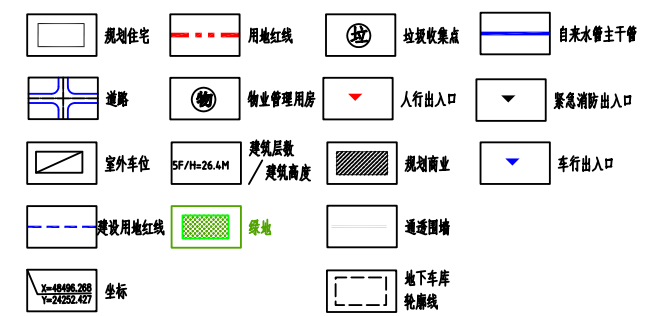 规划住宅
用地红线
垃
垃圾收集点
自来水管主干管
道路
物
物业管理用房
人行出入口
紧急消防出入口
室外车位
5F/H=26.4M
建筑层数
/建筑高度
规划商业
车行出入口
建设用地红线
绿地
通透围墙
X=48496.268
Y=24252.427
坐标
地下车库
轮廓线